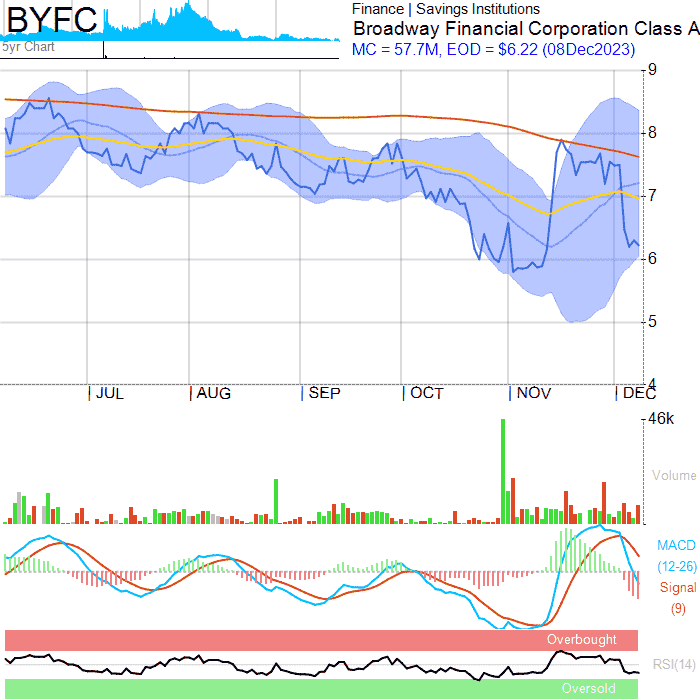 BYFC
5yr Chart
Finance | Savings Institutions
Broadway Financial Corporation Class A
MC = 57.7M, EOD = $6.22 (08Dec2023)
9
8
7
6
5
4
JUL AUG SEP OCT NOV DEC
46k
Volume
MACD
(12-26)
Signal
(9)
Overbought
RSI(14)
Oversold